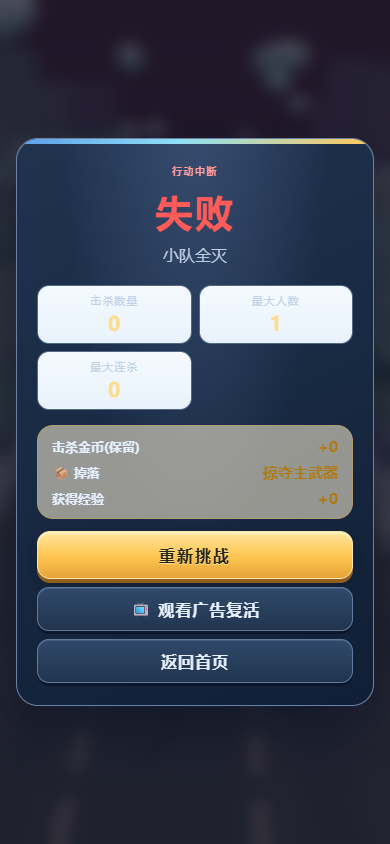 行动中断
失败
小队全灭
击杀数量
0
最大人数
1
最大连杀
0
击杀金币(保留) +0
掉落 掠夺主武器
获得经验 +0
重新挑战
观看广告复活
返回首页